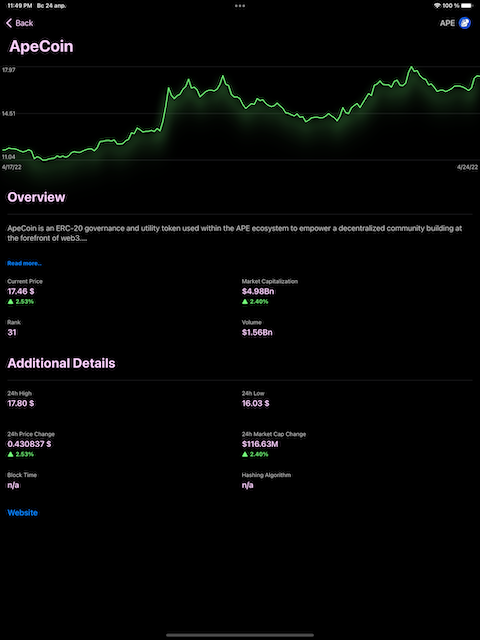 11:49 PM Вс 24 апр. 100 %
Back APE
ApeCoin
17.97
14.51
11.04
4/17/22 4/24/22
Overview
ApeCoin is an ERC-20 governance and utility token used within the APE ecosystem to empower a decentralized community building at
the forefront of web3....
Read more..
Current Price Market Capitalization
17.46 $ $4.98Bn
2.53% 2.40%
Rank Volume
31 $1.56Bn
Additional Details
24h High 24h Low
17.80 $ 16.03 $
24h Price Change 24h Market Cap Change
0.430837 $ $116.63M
2.53% 2.40%
Block Time Hashing Algorithm
n/a n/a
Website